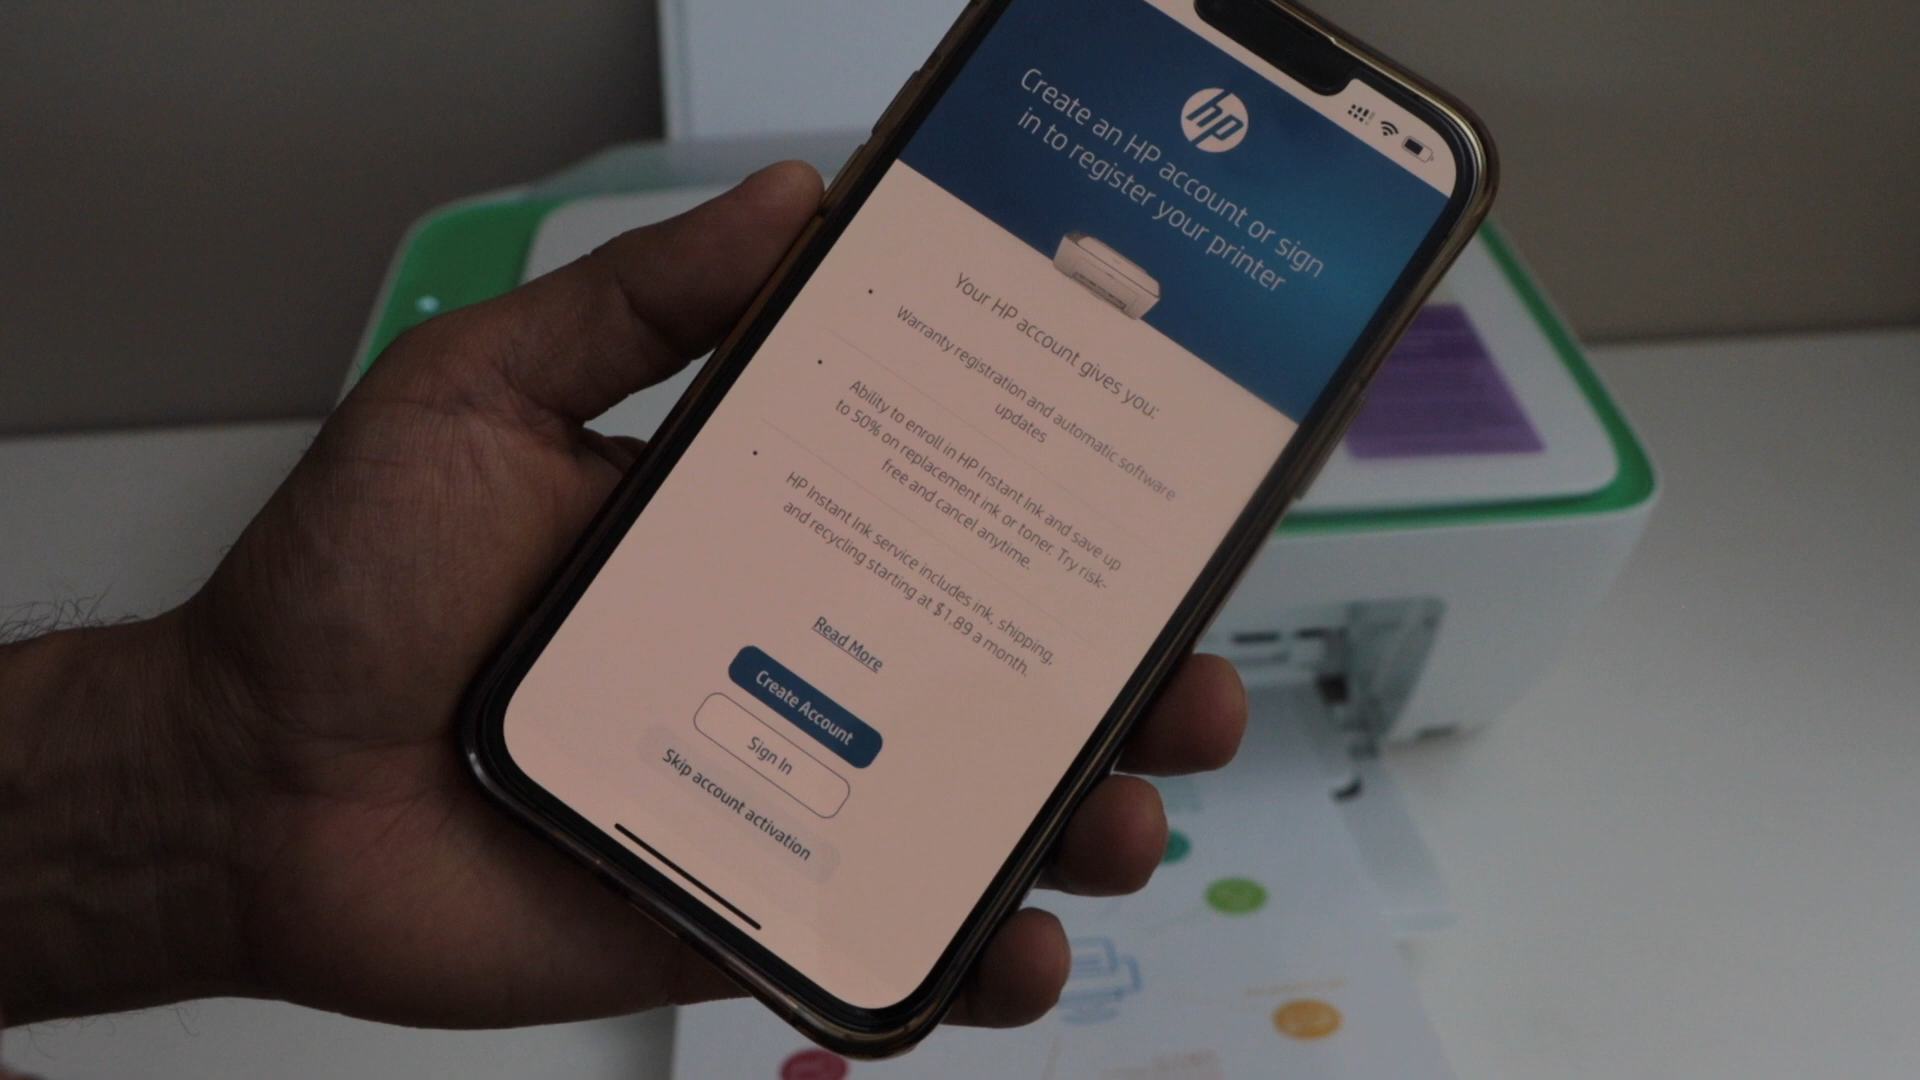 hp
Create an HP account or sign
in to register your printer
Your HP account gives you:
• Warranty registration and automatic software
updates
• Ability to enroll in HP Instant Ink and save up
to 50% on replacement ink or toner. Try risk-
free and cancel anytime.
• HP Instant Ink service includes ink, shipping,
and recycling starting at $1.89 a month.
Read More
Create Account
Sign In
Skip account activation